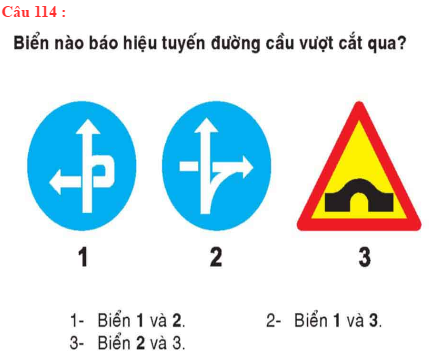 Câu 114 :
Biển nào báo hiệu tuyến đường cầu vượt cắt qua?
1 2 3
1- Biển 1 và 2. 2- Biển 1 và 3.
3- Biển 2 và 3.